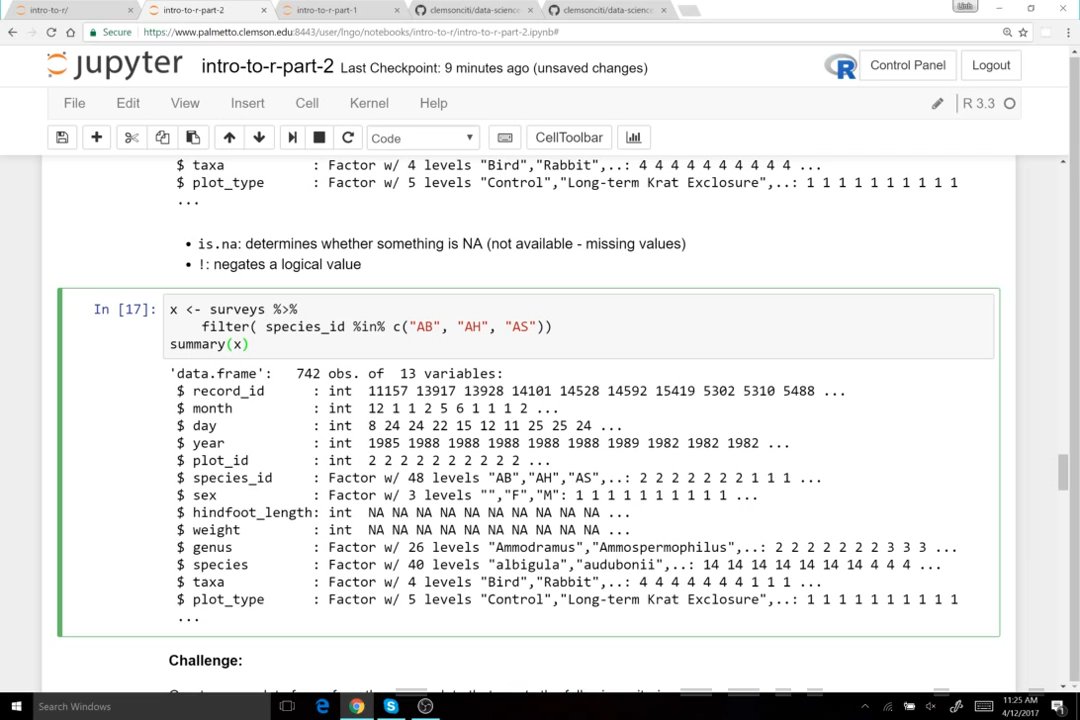 intro-to-r/ intro-to-r-part-2 intro-to-r-part-1 clemsonciti/data-science clemsonciti/data-science
Secure https://www.palmetto.clemson.edu:8443/user/lngo/notebooks/intro-to-r/intro-to-r-part-2.ipynb#
jupyter intro-to-r-part-2 Last Checkpoint: 9 minutes ago (unsaved changes) R Control Panel Logout
File Edit View Insert Cell Kernel Help R 3.3
Code CellToolbar
$ taxa : Factor w/ 4 levels "Bird","Rabbit",..: 4 4 4 4 4 4 4 4 4 4 ...
$ plot_type : Factor w/ 5 levels "Control","Long-term Krat Exclosure",..: 1 1 1 1 1 1 1 1 1 1
...
• is.na: determines whether something is NA (not available - missing values)
• !: negates a logical value
In [17]: x <- surveys %>%
filter( species_id %in% c("AB", "AH", "AS"))
summary(x)
'data.frame': 742 obs. of 13 variables:
$ record_id : int 11157 13917 13928 14101 14528 14592 15419 5302 5310 5488 ...
$ month : int 12 1 1 2 5 6 1 1 1 2 ...
$ day : int 8 24 24 22 15 12 11 25 25 24 ...
$ year : int 1985 1988 1988 1988 1988 1988 1989 1982 1982 1982 ...
$ plot_id : int 2 2 2 2 2 2 2 2 2 2 ...
$ species_id : Factor w/ 48 levels "AB","AH","AS",..: 2 2 2 2 2 2 2 1 1 1 ...
$ sex : Factor w/ 3 levels "","F","M": 1 1 1 1 1 1 1 1 1 1 ...
$ hindfoot_length: int NA NA NA NA NA NA NA NA NA NA ...
$ weight : int NA NA NA NA NA NA NA NA NA NA ...
$ genus : Factor w/ 26 levels "Ammodramus","Ammospermophilus",..: 2 2 2 2 2 2 2 3 3 3 ...
$ species : Factor w/ 40 levels "albigula","audubonii",..: 14 14 14 14 14 14 14 4 4 4 ...
$ taxa : Factor w/ 4 levels "Bird","Rabbit",..: 4 4 4 4 4 4 4 1 1 1 ...
$ plot_type : Factor w/ 5 levels "Control","Long-term Krat Exclosure",..: 1 1 1 1 1 1 1 1 1 1
...
Challenge:
Search Windows
11:25 AM
4/12/2017